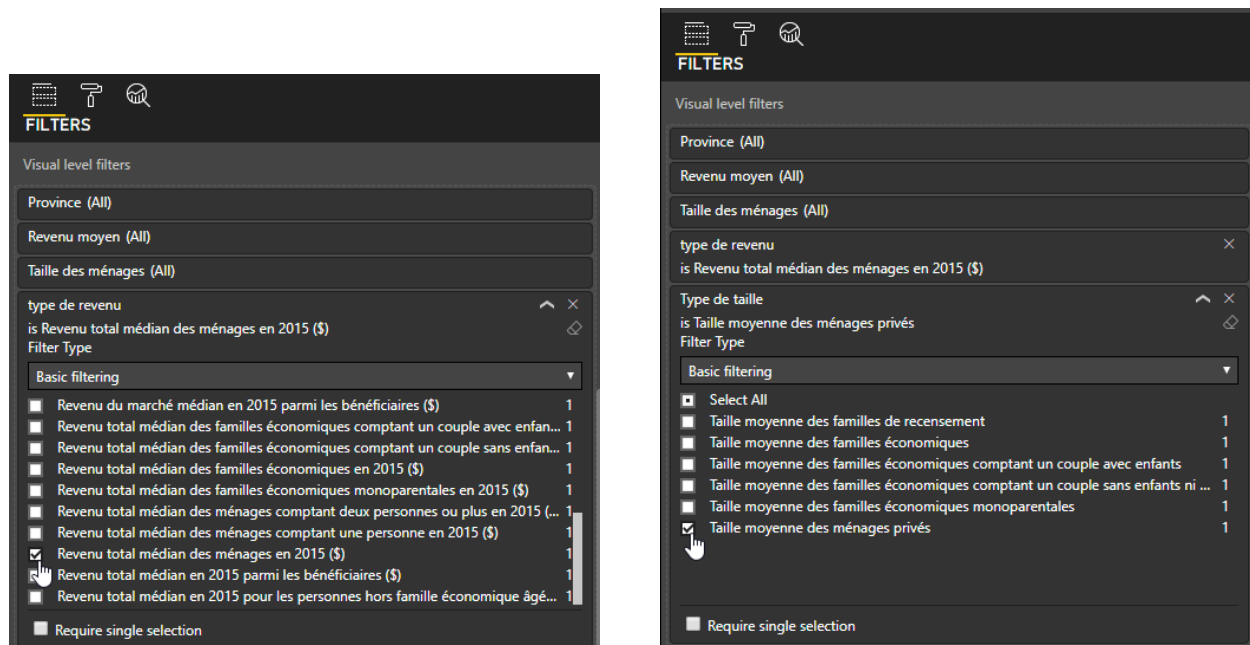 FILTERS
Visual level filters
Province (All)
Revenu moyen (All)
Taille des ménages (All)
type de revenu
is Revenu total médian des ménages en 2015 ($)
Filter Type
Basic filtering
Revenu du marché médian en 2015 parmi les bénéficiaires ($) 1
Revenu total médian des familles économiques comptant un couple avec enfan... 1
Revenu total médian des familles économiques comptant un couple sans enfan... 1
Revenu total médian des familles économiques en 2015 ($) 1
Revenu total médian des familles économiques monoparentales en 2015 ($) 1
Revenu total médian des ménages comptant deux personnes ou plus en 2015 (... 1
Revenu total médian des ménages comptant une personne en 2015 ($) 1
Revenu total médian des ménages en 2015 ($) 1
Revenu total médian en 2015 parmi les bénéficiaires ($) 1
Revenu total médian en 2015 pour les personnes hors famille économique âgé... 1
Require single selection
FILTERS
Visual level filters
Province (All)
Revenu moyen (All)
Taille des ménages (All)
type de revenu
is Revenu total médian des ménages en 2015 ($)
Type de taille
is Taille moyenne des ménages privés
Filter Type
Basic filtering
Select All
Taille moyenne des familles de recensement 1
Taille moyenne des familles économiques 1
Taille moyenne des familles économiques comptant un couple avec enfants 1
Taille moyenne des familles économiques comptant un couple sans enfants ni ... 1
Taille moyenne des familles économiques monoparentales 1
Taille moyenne des ménages privés 1
Require single selection